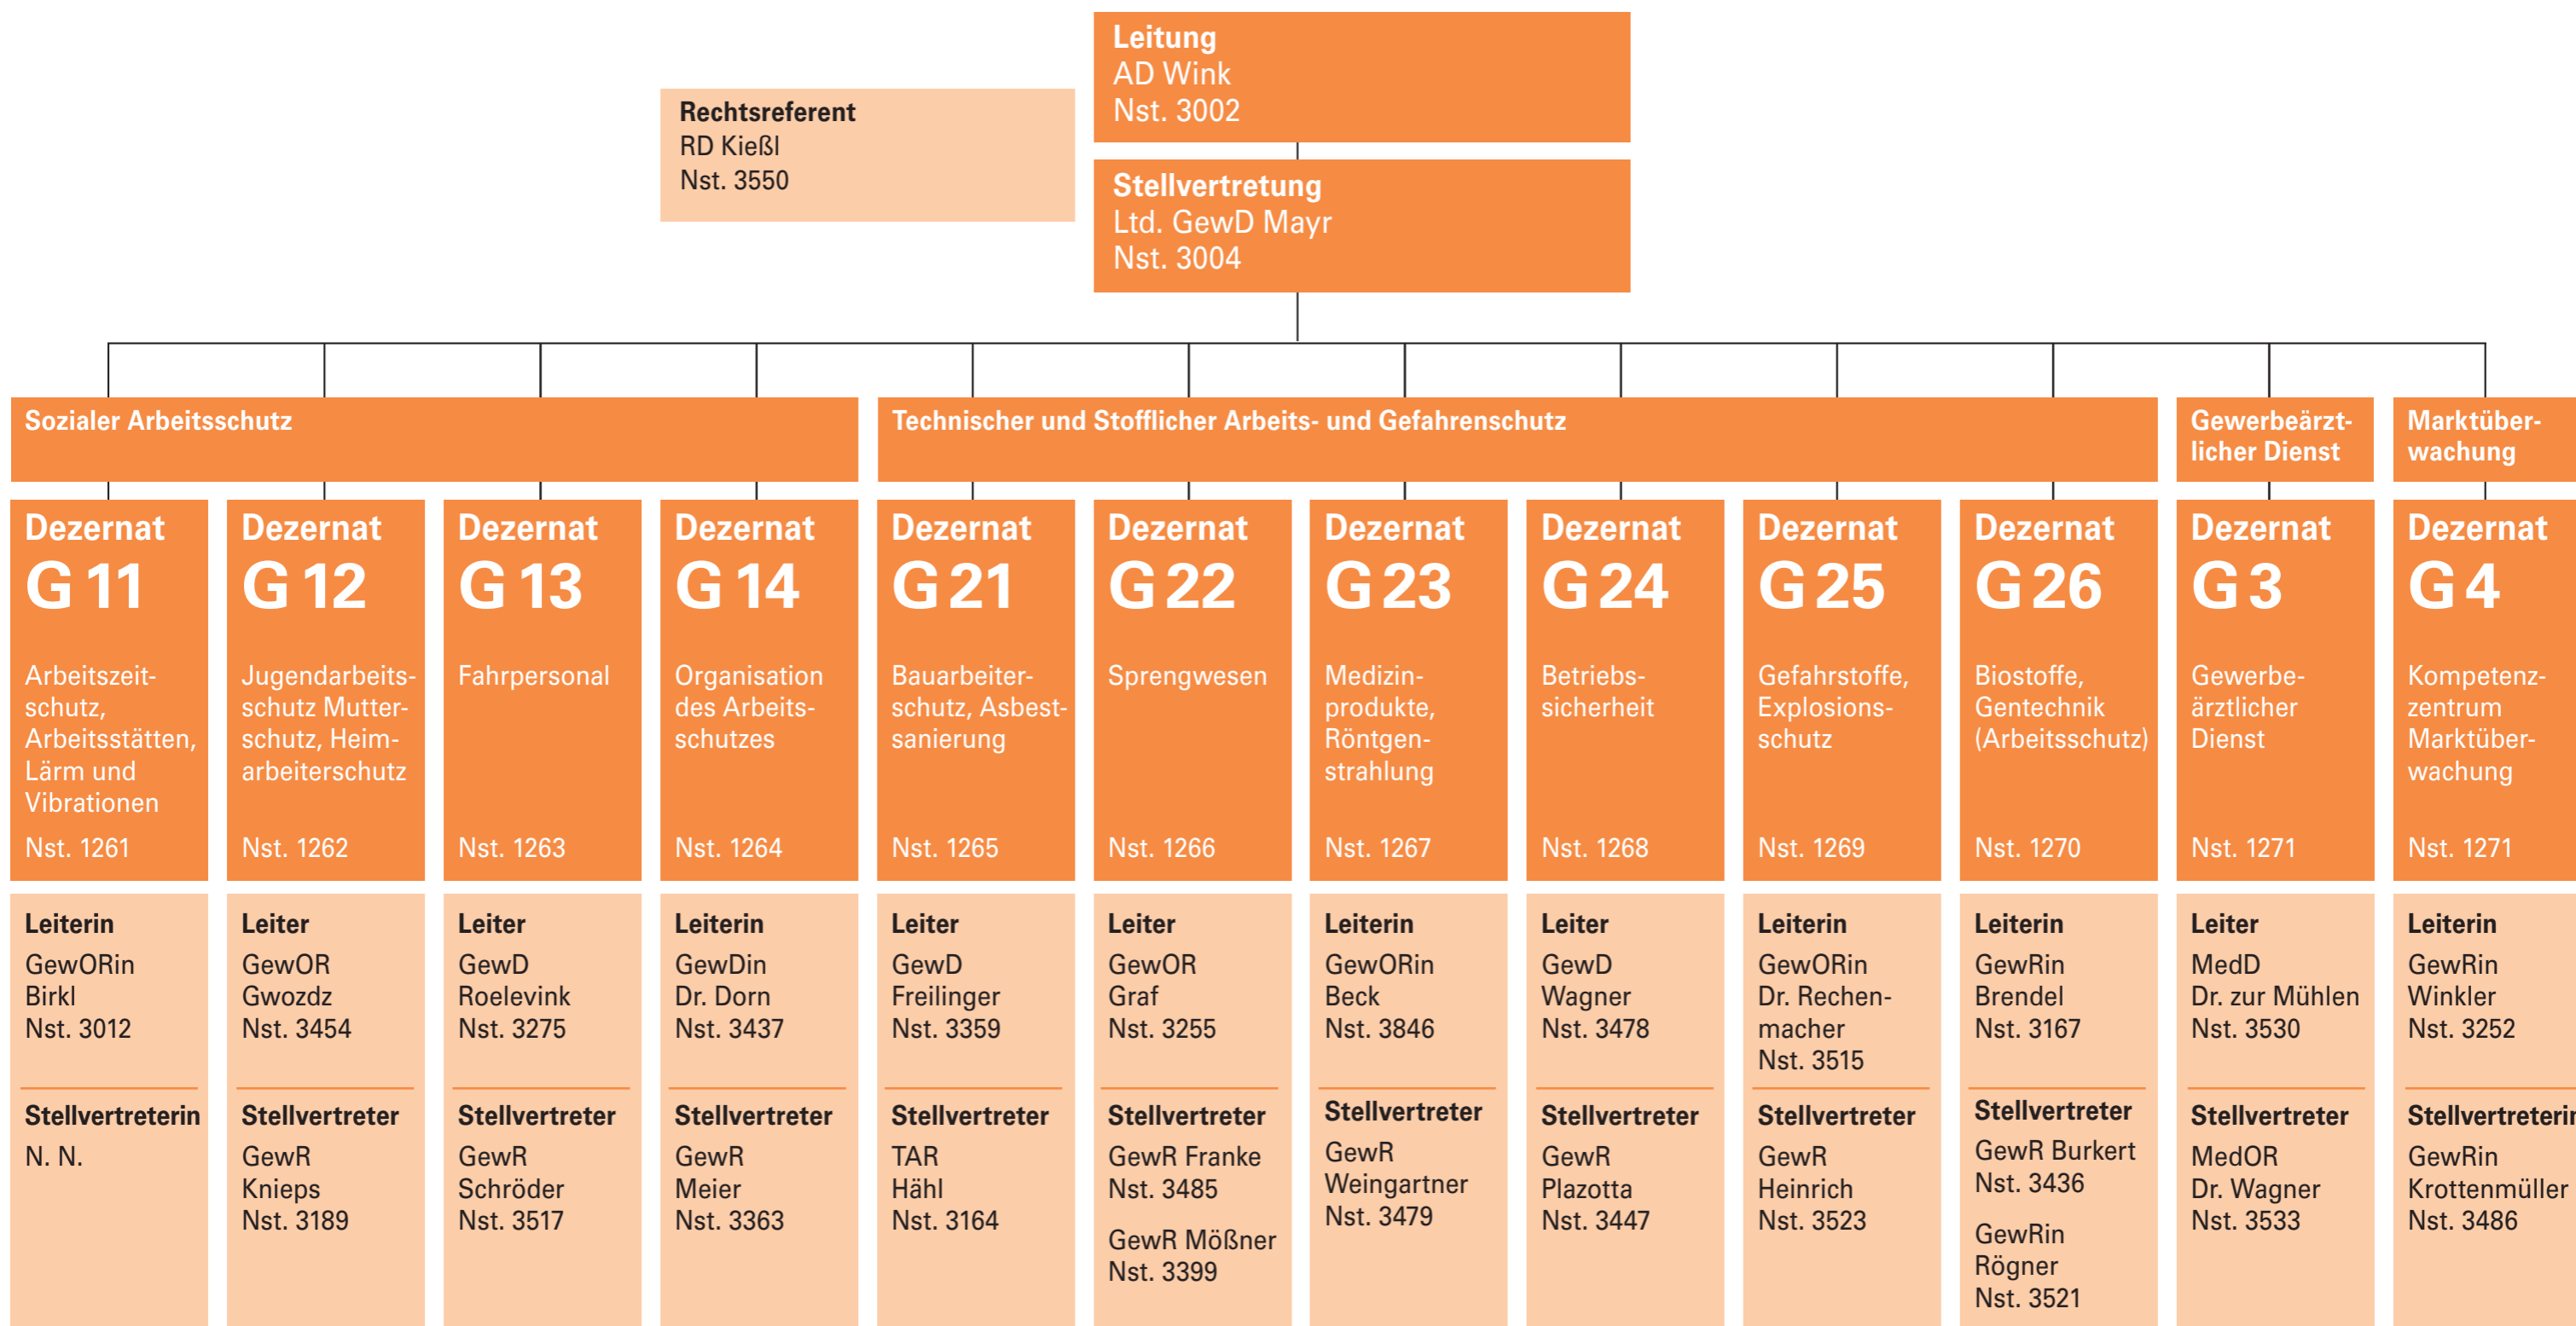 Leitung
AD Wink
Nst. 3002
Rechtsreferent
RD Kießl
Nst. 3550
Stellvertretung
Ltd. GewD Mayr
Nst. 3004
Sozialer Arbeitsschutz
Technischer und Stofflicher Arbeits- und Gefahrenschutz
Gewerbeärzt-
licher Dienst
Marktüber-
wachung
Dezernat
G 11
Arbeitszeit-
schutz,
Arbeitsstätten,
Lärm und
Vibrationen
Nst. 1261
Leiterin
GewORin
Birkl
Nst. 3012
Stellvertreterin
N. N.
Dezernat
G 12
Jugendarbeits-
schutz Mutter-
schutz, Heim-
arbeiterschutz
Nst. 1262
Leiter
GewOR
Gwozdz
Nst. 3454
Stellvertreter
GewR
Knieps
Nst. 3189
Dezernat
G 13
Fahrpersonal
Nst. 1263
Leiter
GewD
Roelevink
Nst. 3275
Stellvertreter
GewR
Schröder
Nst. 3517
Dezernat
G 14
Organisation
des Arbeits-
schutzes
Nst. 1264
Leiterin
GewDin
Dr. Dorn
Nst. 3437
Stellvertreter
GewR
Meier
Nst. 3363
Dezernat
G 21
Bauarbeiter-
schutz, Asbest-
sanierung
Nst. 1265
Leiter
GewD
Freilinger
Nst. 3359
Stellvertreter
TAR
Hähl
Nst. 3164
Dezernat
G 22
Sprengwesen
Nst. 1266
Leiter
GewOR
Graf
Nst. 3255
Stellvertreter
GewR Franke
Nst. 3485
GewR Mößner
Nst. 3399
Dezernat
G 23
Medizin-
produkte,
Röntgen-
strahlung
Nst. 1267
Leiterin
GewORin
Beck
Nst. 3846
Stellvertreter
GewR
Weingartner
Nst. 3479
Dezernat
G 24
Betriebs-
sicherheit
Nst. 1268
Leiter
GewD
Wagner
Nst. 3478
Stellvertreter
GewR
Plazotta
Nst. 3447
Dezernat
G 25
Gefahrstoffe,
Explosions-
schutz
Nst. 1269
Leiterin
GewORin
Dr. Rechen-
macher
Nst. 3515
Stellvertreter
GewR
Heinrich
Nst. 3523
Dezernat
G 26
Biostoffe,
Gentechnik
(Arbeitsschutz)
Nst. 1270
Leiterin
GewRin
Brendel
Nst. 3167
Stellvertreter
GewR Burkert
Nst. 3436
GewRin
Rögner
Nst. 3521
Dezernat
G 3
Gewerbe-
ärztlicher
Dienst
Nst. 1271
Leiter
MedD
Dr. zur Mühlen
Nst. 3530
Stellvertreter
MedOR
Dr. Wagner
Nst. 3533
Dezernat
G 4
Kompetenz-
zentrum
Marktüber-
wachung
Nst. 1271
Leiterin
GewRin
Winkler
Nst. 3252
Stellvertreterin
GewRin
Krottenmüller
Nst. 3486